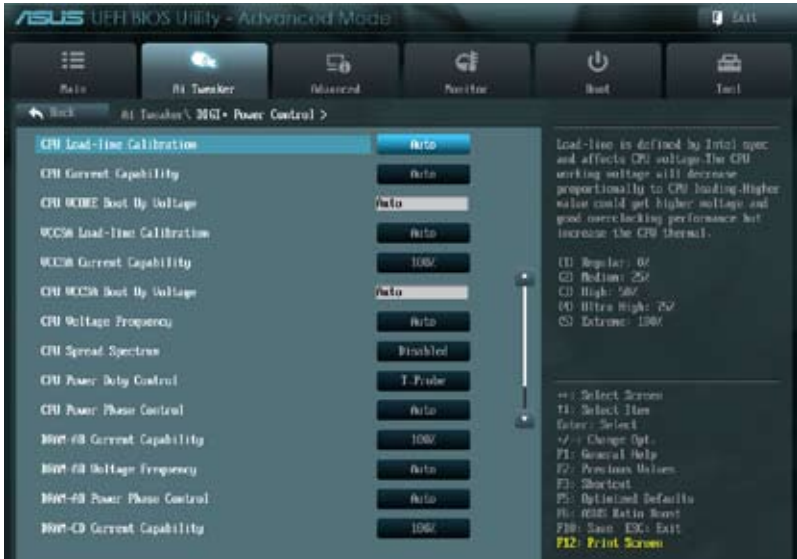 ASUS UEFI BIOS Utility - Advanced Mode
Exit
Main
Ai Tweaker
Advanced
Monitor
Boot
Tool
Back
Ai Tweaker\ DIGI+ Power Control >
CPU Load-line Calibration
Auto
CPU Current Capability
Auto
CPU VCORE Boot Up Voltage
Auto
VCCSA Load-line Calibration
Auto
VCCSA Current Capability
100%
CPU VCCSA Boot Up Voltage
Auto
CPU Voltage Frequency
Auto
CPU Spread Spectrum
Disabled
CPU Power Duty Control
T.Probe
CPU Power Phase Control
Auto
DRAM-AB Current Capability
100%
DRAM-AB Voltage Frequency
Auto
DRAM-AB Power Phase Control
Auto
DRAM-CD Current Capability
100%
Load-line is defined by Intel spec
and affects CPU voltage.The CPU
working voltage will decrease
proportionally to CPU loading.Higher
value could get higher voltage and
good overclocking performance but
increase the CPU thermal.
(1) Regular: 0%
(2) Medium: 25%
(3) High: 50%
(4) Ultra High: 75%
(5) Extreme: 100%
→←: Select Screen
↑↓: Select Item
Enter: Select
+/-: Change Opt.
F1: General Help
F2: Previous Values
F3: Shortcut
F5: Optimized Defaults
F6: ASUS Ratio Boost
F10: Save ESC: Exit
F12: Print Screen